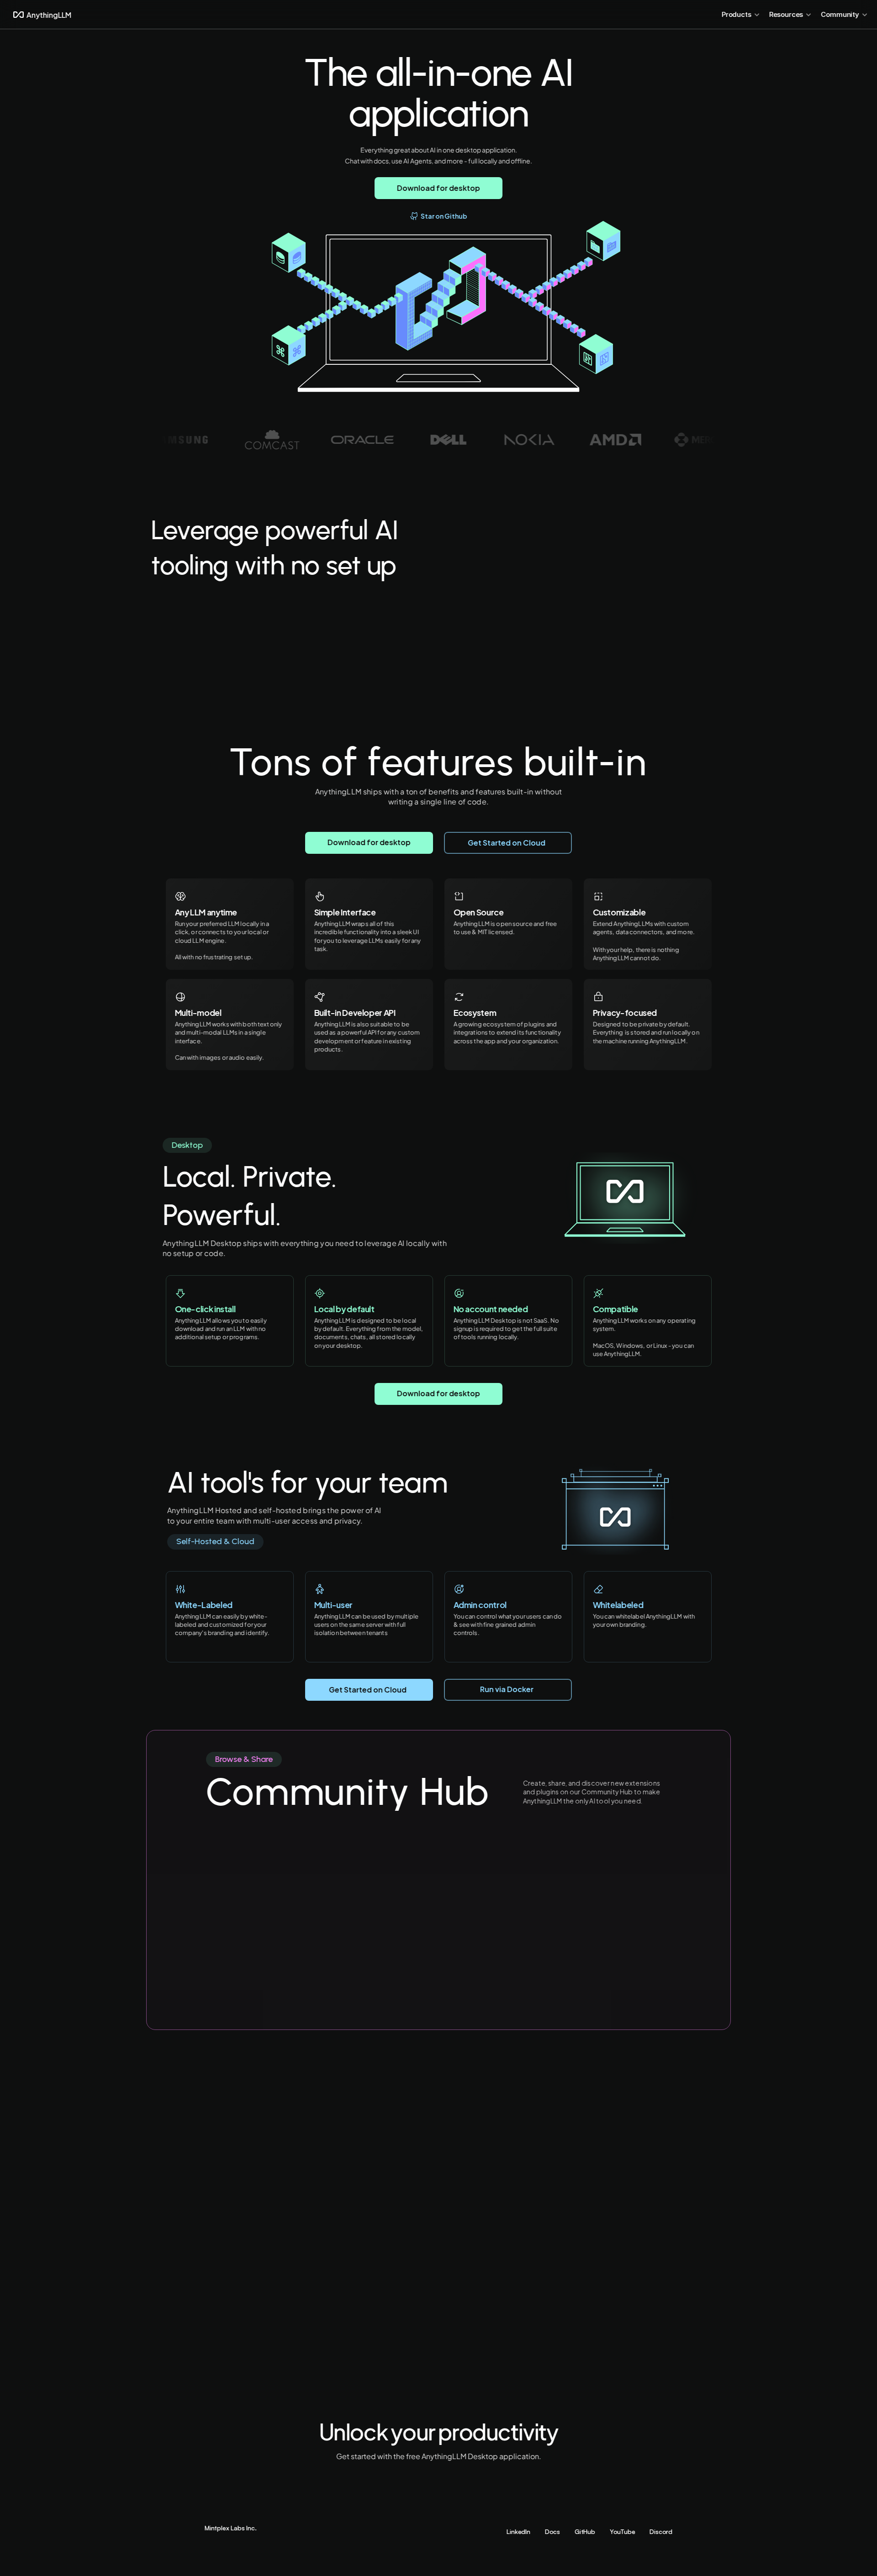 AnythingLLM
Products
Resources
Community
The all-in-one AI
application
Everything great about AI in one desktop application.
Chat with docs, use AI Agents, and more - full locally and offline.
Download for desktop
Star on Github
MSUNG
COMCAST
ORACLE
DELL
NOKIA
AMD
Leverage powerful AI
tooling with no set up
Tons of features built-in
AnythingLLM ships with a ton of benefits and features built-in without
writing a single line of code.
Download for desktop
Get Started on Cloud
Any LLM anytime
Run your preferred LLM locally in a
click, or connects to your local or
cloud LLM engine.
All with no frustrating set up.
Simple Interface
AnythingLLM wraps all of this
incredible functionality into a sleek UI
for you to leverage LLMs easily for any
task.
Open Source
AnythingLLM is open source and free
to use & MIT licensed.
Customizable
Extend AnythingLLMs with custom
agents, data connectors, and more.
With your help, there is nothing
AnythingLLM cannot do.
Multi-model
AnythingLLM works with both text only
and multi-modal LLMs in a single
interface.
Can with images or audio easily.
Built-in Developer API
AnythingLLM is also suitable to be
used as a powerful API for any custom
development or feature in existing
products.
Ecosystem
A growing ecosystem of plugins and
integrations to extend its functionality
across the app and your organization.
Privacy-focused
Designed to be private by default.
Everything is stored and run locally on
the machine running AnythingLLM.
Desktop
Local. Private.
Powerful.
AnythingLLM Desktop ships with everything you need to leverage AI locally with
no setup or code.
One-click install
AnythingLLM allows you to easily
download and run an LLM with no
additional setup or programs.
Local by default
AnythingLLM is designed to be local
by default. Everything from the model,
documents, chats, all stored locally
on your desktop.
No account needed
AnythingLLM Desktop is not SaaS. No
signup is required to get the full suite
of tools running locally.
Compatible
AnythingLLM works on any operating
system.
MacOS, Windows, or Linux - you can
use AnythingLLM.
Download for desktop
AI tool's for your team
AnythingLLM Hosted and self-hosted brings the power of AI
to your entire team with multi-user access and privacy.
Self-Hosted & Cloud
White-Labeled
AnythingLLM can easily by white-
labeled and customized for your
company's branding and identify.
Multi-user
AnythingLLM can be used by multiple
users on the same server with full
isolation between tenants
Admin control
You can control what your users can do
& see with fine grained admin
controls.
Whitelabeled
You can whitelabel AnythingLLM with
your own branding.
Get Started on Cloud
Run via Docker
Browse & Share
Community Hub
Create, share, and discover new extensions
and plugins on our Community Hub to make
AnythingLLM the only AI tool you need.
Unlock your productivity
Get started with the free AnythingLLM Desktop application.
Mintplex Labs Inc.
LinkedIn
Docs
GitHub
YouTube
Discord